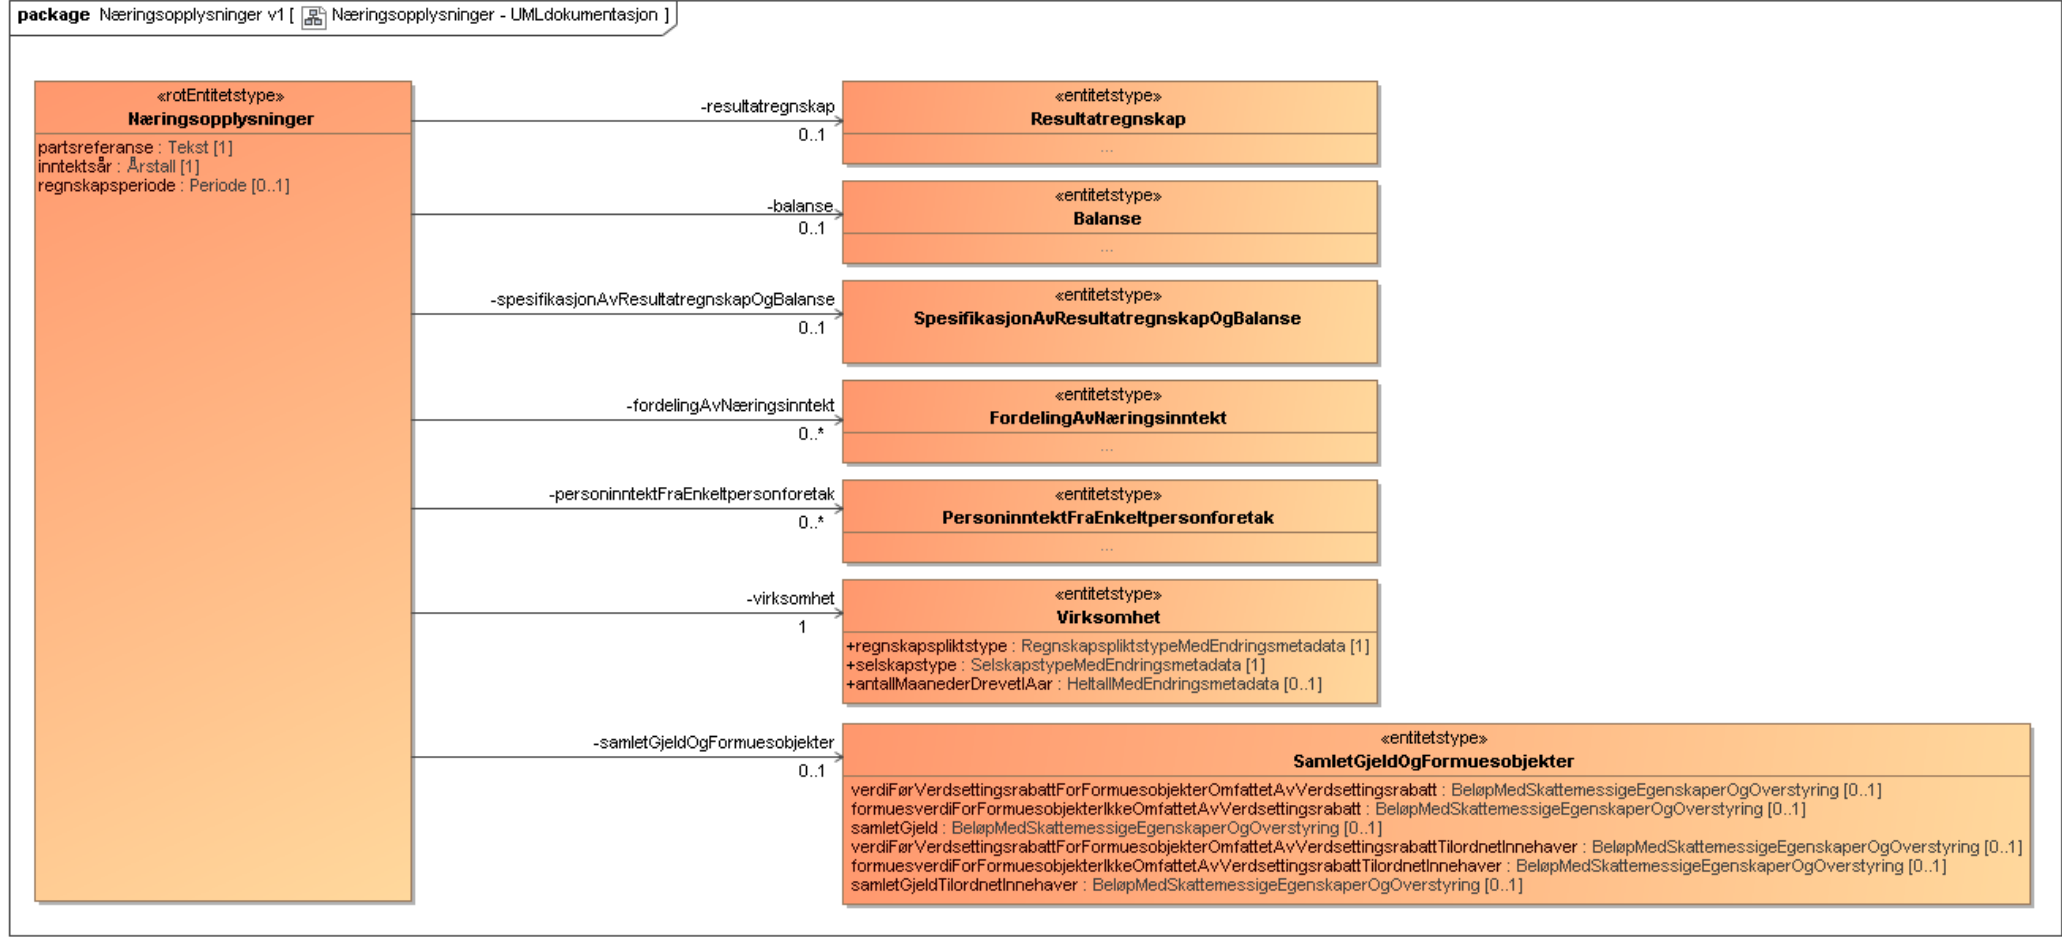 package Næringsopplysninger v1 [ Næringsopplysninger - UMLdokumentasjon ]
«rotEntitetstype»
Næringsopplysninger
partsreferanse : Tekst [1]
inntektsår : Årstall [1]
regnskapsperiode : Periode [0..1]
-resultatregnskap
0..1
«entitetstype»
Resultatregnskap
...
-balanse
0..1
«entitetstype»
Balanse
...
-spesifikasjonAvResultatregnskapOgBalanse
0..1
«entitetstype»
SpesifikasjonAvResultatregnskapOgBalanse
-fordelingAvNæringsinntekt
0..*
«entitetstype»
FordelingAvNæringsinntekt
...
-personinntektFraEnkeltpersonforetak
0..*
«entitetstype»
PersoninntektFraEnkeltpersonforetak
...
-virksomhet
1
«entitetstype»
Virksomhet
+regnskapspliktstype : RegnskapspliktstypeMedEndringsmetadata [1]
+selskapstype : SelskapstypeMedEndringsmetadata [1]
+antallMaanederDrevetIAar : HeltallMedEndringsmetadata [0..1]
-samletGjeldOgFormuesobjekter
0..1
«entitetstype»
SamletGjeldOgFormuesobjekter
verdiFørVerdsettingsrabattForFormuesobjekterOmfattetAvVerdsettingsrabatt : BeløpMedSkattemessigeEgenskaperOgOverstyring [0..1]
formuesverdiForFormuesobjekterIkkeOmfattetAvVerdsettingsrabatt : BeløpMedSkattemessigeEgenskaperOgOverstyring [0..1]
samletGjeld : BeløpMedSkattemessigeEgenskaperOgOverstyring [0..1]
verdiFørVerdsettingsrabattForFormuesobjekterOmfattetAvVerdsettingsrabattTilordnetInnehaver : BeløpMedSkattemessigeEgenskaperOgOverstyring [0..1]
formuesverdiForFormuesobjekterIkkeOmfattetAvVerdsettingsrabattTilordnetInnehaver : BeløpMedSkattemessigeEgenskaperOgOverstyring [0..1]
samletGjeldTilordnetInnehaver : BeløpMedSkattemessigeEgenskaperOgOverstyring [0..1]